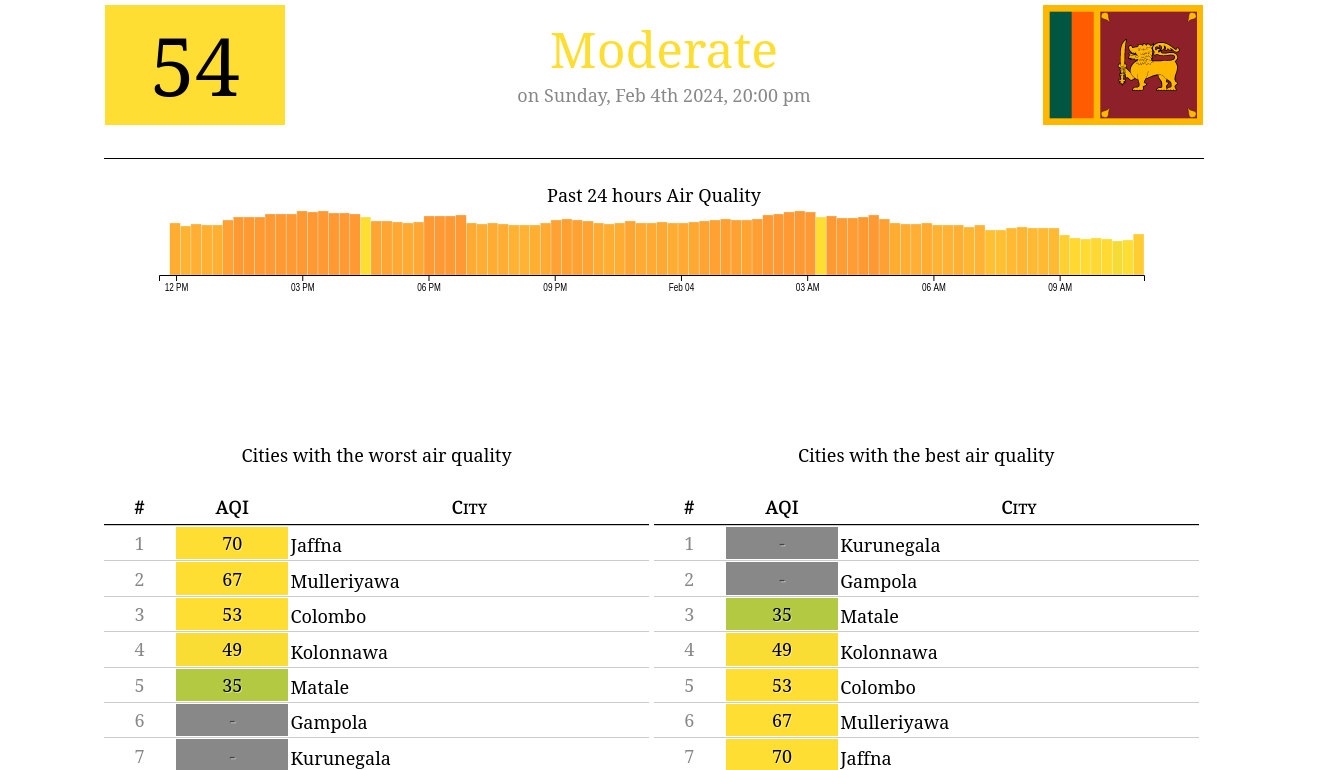 54
Moderate
on Sunday, Feb 4th 2024, 20:00 pm
Past 24 hours Air Quality
12 PM 03 PM 06 PM 09 PM Feb 04 03 AM 06 AM 09 AM
Cities with the worst air quality
# AQI City
1 70 Jaffna
2 67 Mulleriyawa
3 53 Colombo
4 49 Kolonnawa
5 35 Matale
6 - Gampola
7 - Kurunegala
Cities with the best air quality
# AQI City
1 - Kurunegala
2 - Gampola
3 35 Matale
4 49 Kolonnawa
5 53 Colombo
6 67 Mulleriyawa
7 70 Jaffna